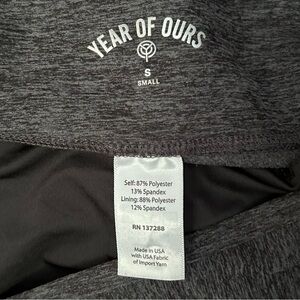 YEAR OF OURS
S
SMALL
Self: 87% Polyester
13% Spandex
Lining: 88% Polyester
12% Spandex
RN 137288
Made in USA
with USA Fabric
of Import Yarn